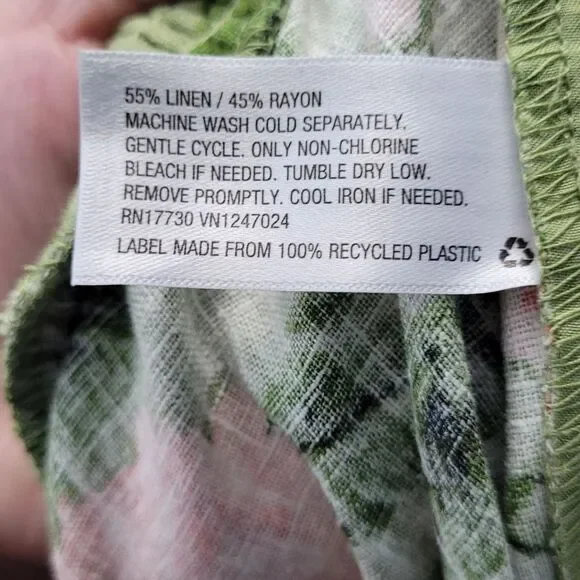 55% LINEN / 45% RAYON
MACHINE WASH COLD SEPARATELY.
GENTLE CYCLE. ONLY NON-CHLORINE
BLEACH IF NEEDED. TUMBLE DRY LOW.
REMOVE PROMPTLY. COOL IRON IF NEEDED.
RN17730 VN1247024
LABEL MADE FROM 100% RECYCLED PLASTIC